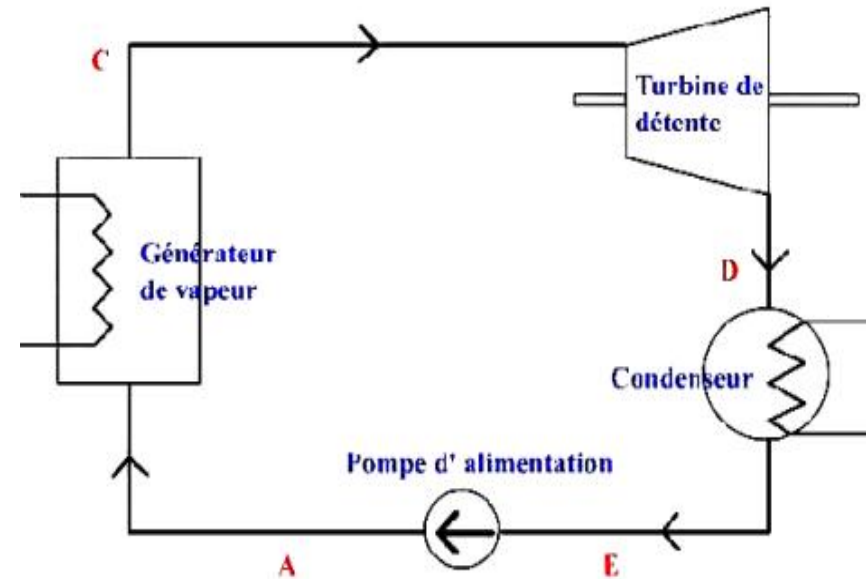 C
Turbine de
détente
Générateur
de vapeur
D
Condenseur
Pompe d' alimentation
A
E